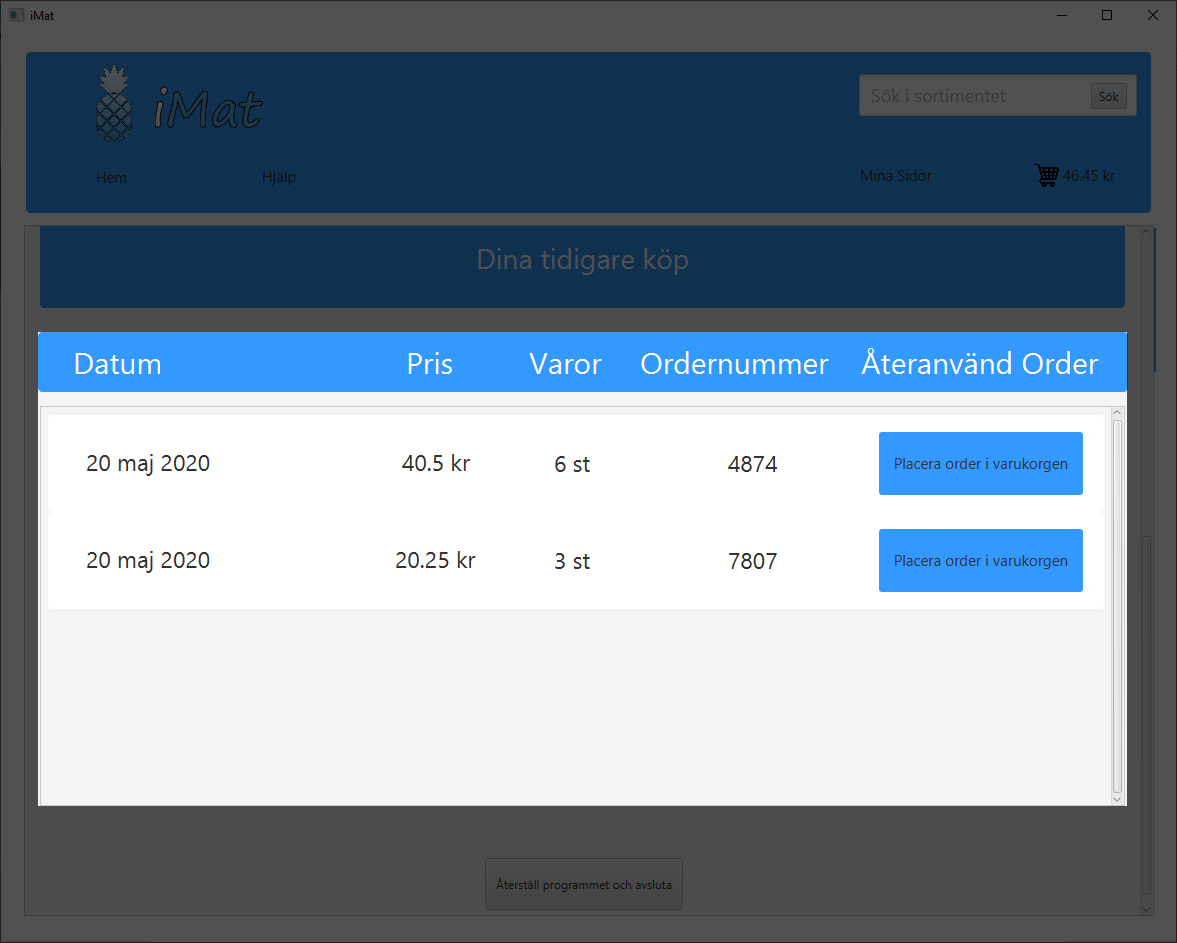 iMat
iMat
Sök i sortimentet Sök
Hem Hjälp Mina Sidor 46.45 kr
Dina tidigare köp
Datum Pris Varor Ordernummer Återanvänd Order
20 maj 2020 40.5 kr 6 st 4874 Placera order i varukorgen
20 maj 2020 20.25 kr 3 st 7807 Placera order i varukorgen
Återställ programmet och avsluta